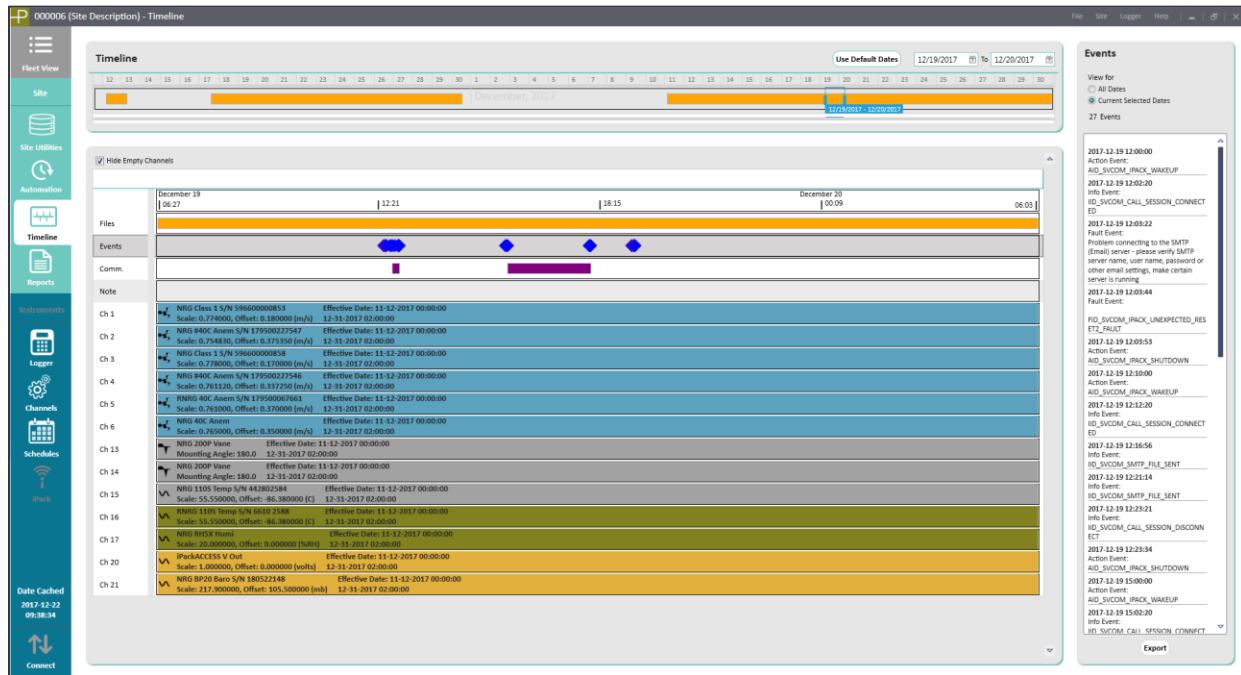 000006 (Site Description) - Timeline
File Site Logger Help
Fleet View
Site
Site Utilities
Automation
Timeline
Reports
Instruments
Logger
Channels
Schedules
iPack
Date Cached
2017-12-22
09:38:34
Connect
Timeline
Use Default Dates 12/19/2017 To 12/20/2017
12 13 14 15 16 17 18 19 20 21 22 23 24 25 26 27 28 29 30 1 2 3 4 5 6 7 8 9 10 11 12 13 14 15 16 17 18 19 20 21 22 23 24 25 26 27 28 29 30
December, 2017
12/19/2017 - 12/20/2017
Hide Empty Channels
December 19 December 20
06:27 12:21 18:15 00:09 06:03
Files
Events
Comm.
Note
Ch 1 NRG Class 1 S/N 596600000853 Effective Date: 11-12-2017 00:00:00
Scale: 0.774000, Offset: 0.180000 (m/s) 12-31-2017 02:00:00
Ch 2 NRG #40C Anem S/N 179500227547 Effective Date: 11-12-2017 00:00:00
Scale: 0.754830, Offset: 0.375350 (m/s) 12-31-2017 02:00:00
Ch 3 NRG Class 1 S/N 596600000858 Effective Date: 11-12-2017 00:00:00
Scale: 0.778000, Offset: 0.170000 (m/s) 12-31-2017 02:00:00
Ch 4 NRG #40C Anem S/N 179500227546 Effective Date: 11-12-2017 00:00:00
Scale: 0.761120, Offset: 0.337250 (m/s) 12-31-2017 02:00:00
Ch 5 RNRG 40C Anem S/N 179500067661 Effective Date: 11-12-2017 00:00:00
Scale: 0.761000, Offset: 0.370000 (m/s) 12-31-2017 02:00:00
Ch 6 NRG 40C Anem Effective Date: 11-12-2017 00:00:00
Scale: 0.765000, Offset: 0.350000 (m/s) 12-31-2017 02:00:00
Ch 13 NRG 200P Vane Effective Date: 11-12-2017 00:00:00
Mounting Angle: 180.0 12-31-2017 02:00:00
Ch 14 NRG 200P Vane Effective Date: 11-12-2017 00:00:00
Mounting Angle: 180.0 12-31-2017 02:00:00
Ch 15 NRG 110S Temp S/N 442802584 Effective Date: 11-12-2017 00:00:00
Scale: 55.550000, Offset: -86.380000 (C) 12-31-2017 02:00:00
Ch 16 RNRG 110S Temp S/N 6610 2588 Effective Date: 11-12-2017 00:00:00
Scale: 55.550000, Offset: -86.380000 (C) 12-31-2017 02:00:00
Ch 17 NRG RH5X Humi Effective Date: 11-12-2017 00:00:00
Scale: 20.000000, Offset: 0.000000 (%RH) 12-31-2017 02:00:00
Ch 20 iPackACCESS V Out Effective Date: 11-12-2017 00:00:00
Scale: 1.000000, Offset: 0.000000 (volts) 12-31-2017 02:00:00
Ch 21 NRG BP20 Baro S/N 180522148 Effective Date: 11-12-2017 00:00:00
Scale: 217.900000, Offset: 105.500000 (mb) 12-31-2017 02:00:00
Events
View for
All Dates
Current Selected Dates
27 Events
2017-12-19 12:00:00
Action Event:
AID_SVCOM_IPACK_WAKEUP
2017-12-19 12:02:20
Info Event:
IID_SVCOM_CALL_SESSION_CONNECT
ED
2017-12-19 12:03:22
Fault Event:
Problem connecting to the SMTP
(Email) server - please verify SMTP
server name, user name, password or
other email settings, make certain
server is running
2017-12-19 12:03:44
Fault Event:
FID_SVCOM_IPACK_UNEXPECTED_RES
ET2_FAULT
2017-12-19 12:03:53
Action Event:
AID_SVCOM_IPACK_SHUTDOWN
2017-12-19 12:10:00
Action Event:
AID_SVCOM_IPACK_WAKEUP
2017-12-19 12:12:20
Info Event:
IID_SVCOM_CALL_SESSION_CONNECT
ED
2017-12-19 12:16:56
Info Event:
IID_SVCOM_SMTP_FILE_SENT
2017-12-19 12:21:14
Info Event:
IID_SVCOM_SMTP_FILE_SENT
2017-12-19 12:23:21
Info Event:
IID_SVCOM_CALL_SESSION_DISCONN
ECT
2017-12-19 12:23:34
Action Event:
AID_SVCOM_IPACK_SHUTDOWN
2017-12-19 15:00:00
Action Event:
AID_SVCOM_IPACK_WAKEUP
2017-12-19 15:02:20
Info Event:
IID_SVCOM_CALL_SESSION_CONNECT
Export